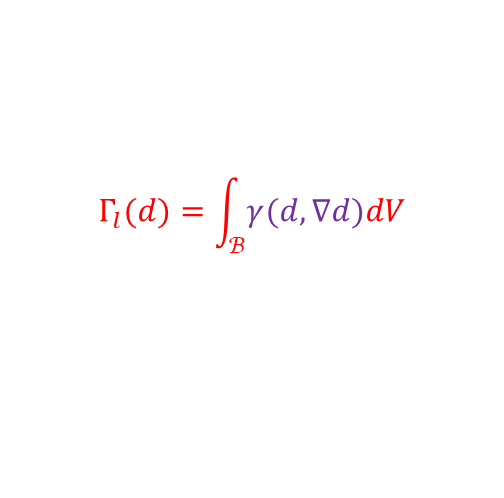 Γ_l(d) = ∫_ℬ γ(d, ∇d)dV